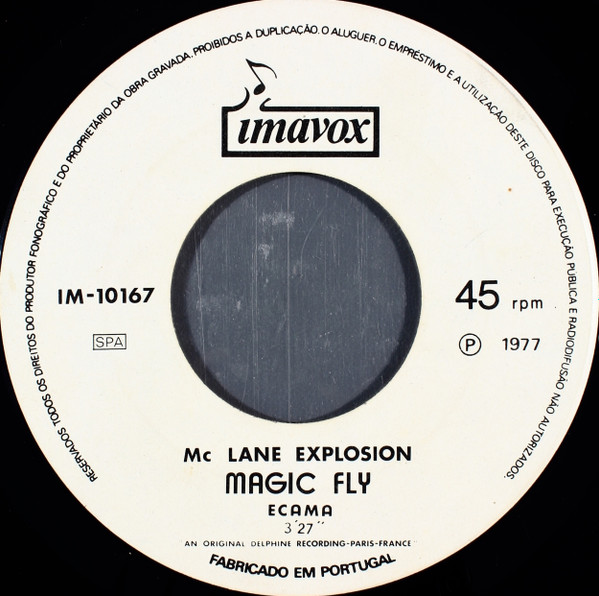 RESERVADOS TODOS OS DIREITOS DO PRODUTOR FONOGRÁFICO E DO PROPRIETÁRIO DA OBRA GRAVADA. PROIBIDOS A DUPLICAÇÃO. O ALUGUER. O EMPRÉSTIMO E A UTILIZAÇÃO DESTE DISCO PARA EXECUÇÃO PÚBLICA E RADIODIFUSÃO NÃO AUTORIZADOS.
imavox
IM-10167
45 rpm
SPA
Ⓟ 1977
Mc LANE EXPLOSION
MAGIC FLY
ECAMA
3'27''
AN ORIGINAL DELPHINE RECORDING-PARIS-FRANCE
FABRICADO EM PORTUGAL